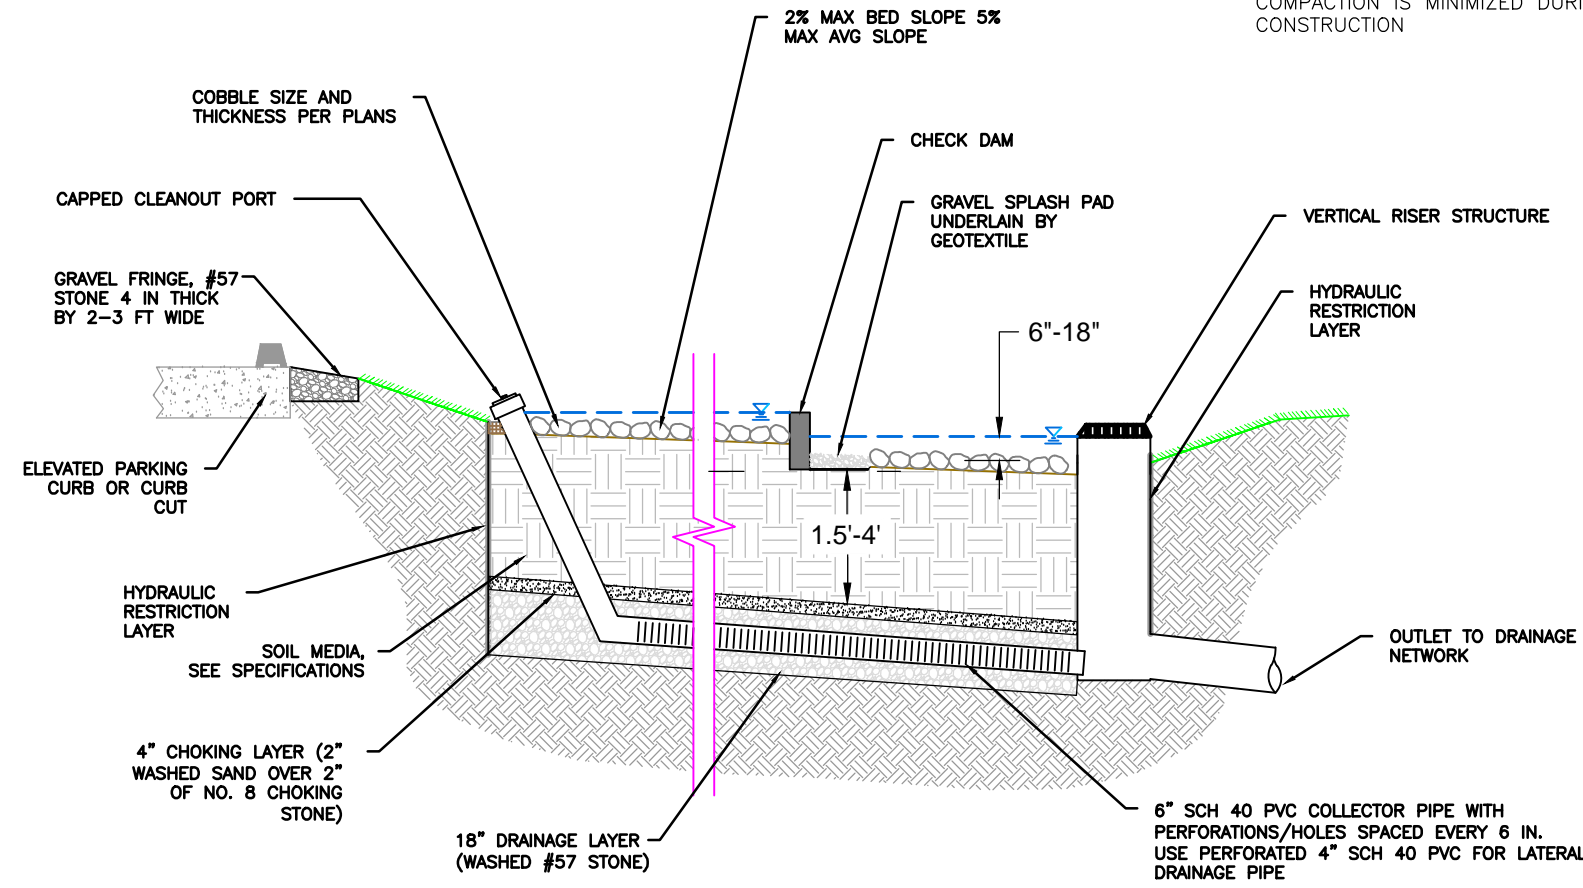 COMPACTION IS MINIMIZED
CONSTRUCTION
2% MAX BED SLOPE 5%
MAX AVG SLOPE
COBBLE SIZE AND
THICKNESS PER PLANS
CHECK DAM
CAPPED CLEANOUT PORT
GRAVEL SPLASH PAD
UNDERLAIN BY
GEOTEXTILE
VERTICAL RISER STRUCTURE
GRAVEL FRINGE, #57
STONE 4 IN THICK
BY 2-3 FT WIDE
HYDRAULIC
RESTRICTION
LAYER
6"-18"
ELEVATED PARKING
CURB OR CURB
CUT
1.5'-4'
HYDRAULIC
RESTRICTION
LAYER
SOIL MEDIA,
SEE SPECIFICATIONS
OUTLET TO DRAINAGE
NETWORK
4" CHOKING LAYER (2"
WASHED SAND OVER 2"
OF NO. 8 CHOKING
STONE)
18" DRAINAGE LAYER
(WASHED #57 STONE)
6" SCH 40 PVC COLLECTOR PIPE WITH
PERFORATIONS/HOLES SPACED EVERY 6 IN.
USE PERFORATED 4" SCH 40 PVC FOR LATERAL
DRAINAGE PIPE